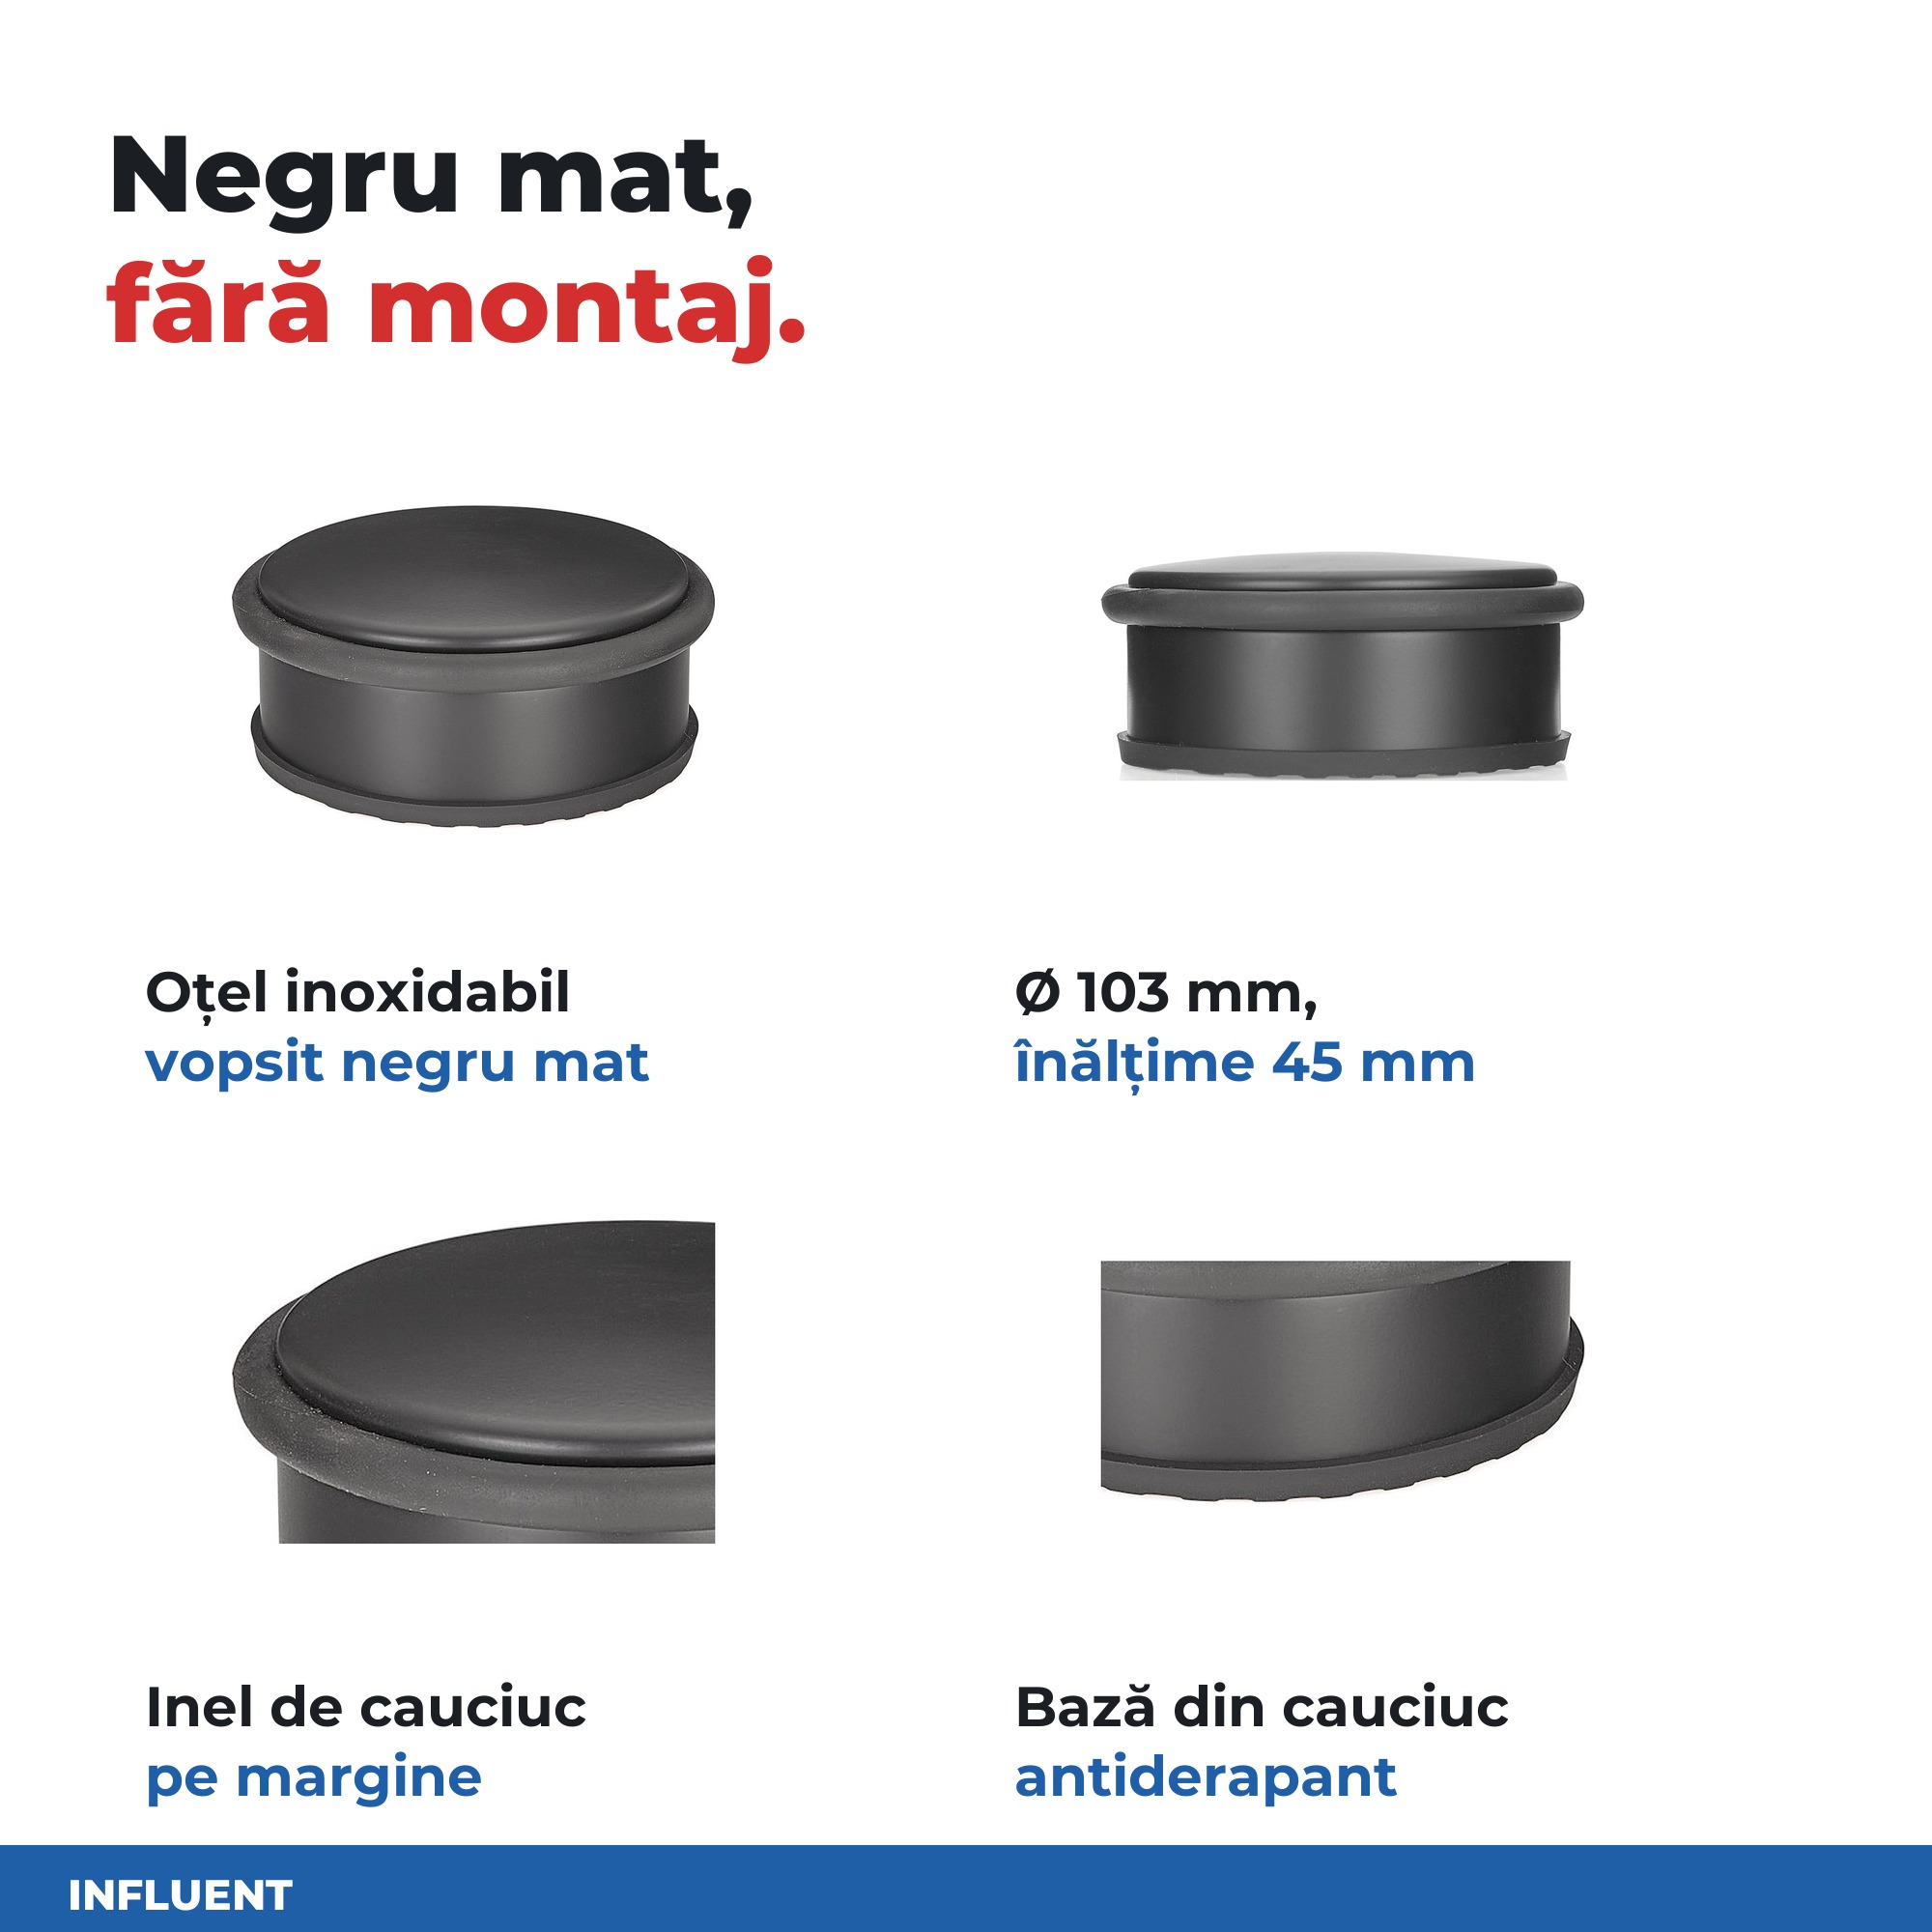 Negru mat,
fără montaj.
Oțel inoxidabil
vopsit negru mat
Ø 103 mm,
înălțime 45 mm
Inel de cauciuc
pe margine
Bază din cauciuc
antiderapant
INFLUENT